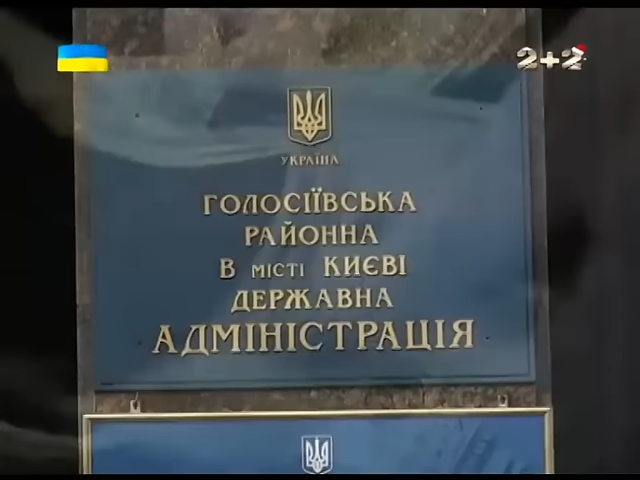 2+2
УКРАЇНА
ГОЛОСІЇВСЬКА
РАЙОННА
В МІСТІ КИЄВІ
ДЕРЖАВНА
АДМІНІСТРАЦІЯ